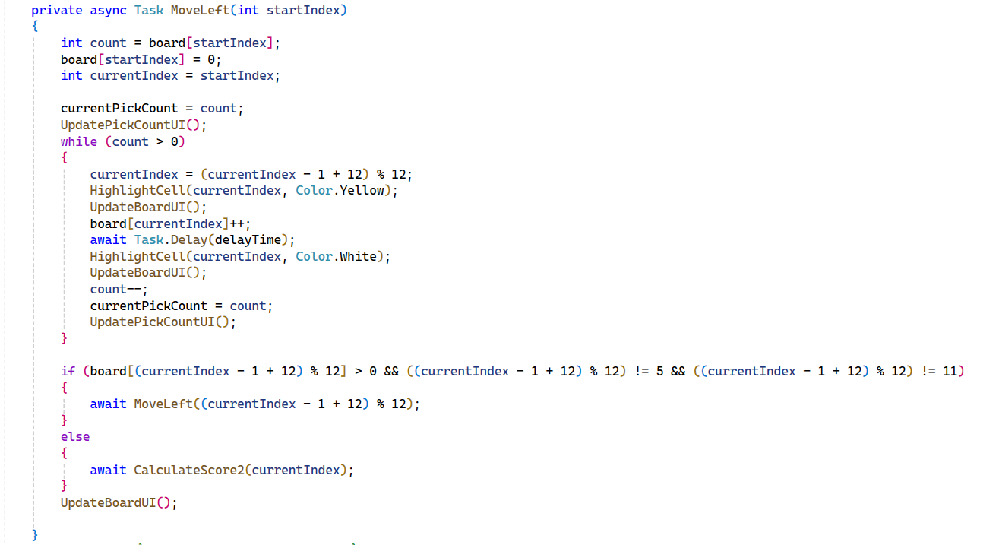 private async Task MoveLeft(int startIndex)
{
    int count = board[startIndex];
    board[startIndex] = 0;
    int currentIndex = startIndex;

    currentPickCount = count;
    UpdatePickCountUI();
    while (count > 0)
    {
        currentIndex = (currentIndex - 1 + 12) % 12;
        HighlightCell(currentIndex, Color.Yellow);
        UpdateBoardUI();
        board[currentIndex]++;
        await Task.Delay(delayTime);
        HighlightCell(currentIndex, Color.White);
        UpdateBoardUI();
        count--;
        currentPickCount = count;
        UpdatePickCountUI();
    }

    if (board[(currentIndex - 1 + 12) % 12] > 0 && ((currentIndex - 1 + 12) % 12) != 5 && ((currentIndex - 1 + 12) % 12) != 11)
    {
        await MoveLeft((currentIndex - 1 + 12) % 12);
    }
    else
    {
        await CalculateScore2(currentIndex);
    }
    UpdateBoardUI();

}